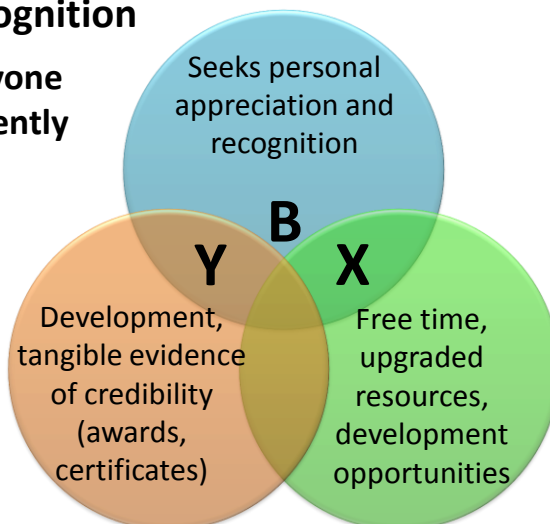 ognition
yone
ently
Seeks personal
appreciation and
recognition
B
Y X
Development,
tangible evidence
of credibility
(awards,
certificates)
Free time,
upgraded
resources,
development
opportunities